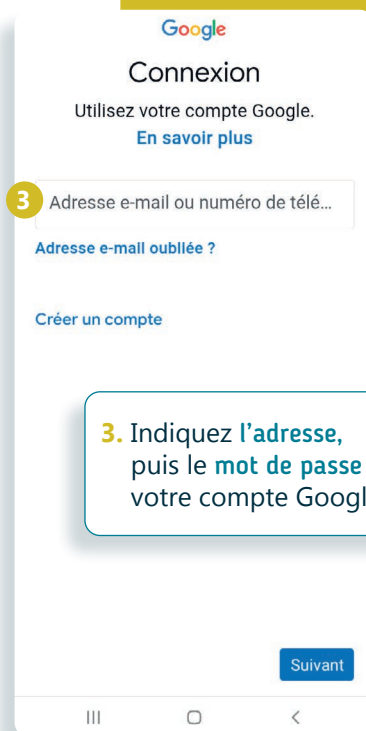 Google
Connexion
Utilisez votre compte Google.
En savoir plus
3
Adresse e-mail ou numéro de télé...
Adresse e-mail oubliée ?
Créer un compte
3. Indiquez l’adresse,
puis le mot de passe
votre compte Googl
Suivant